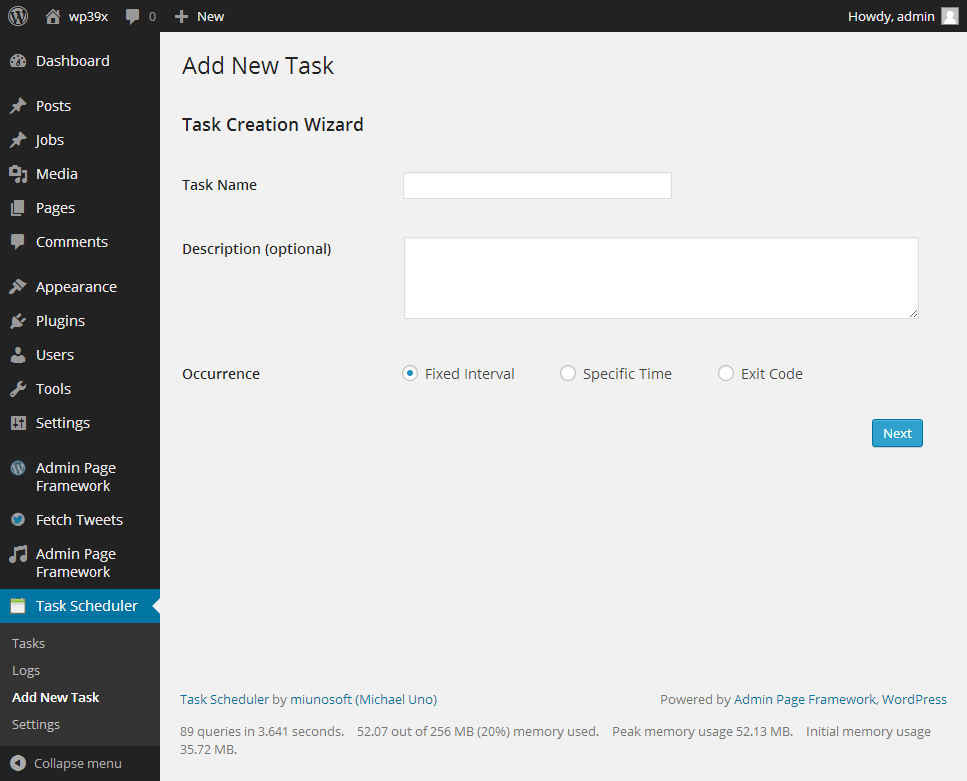 wp39x 0 New Howdy, admin
Dashboard
Posts
Jobs
Media
Pages
Comments
Appearance
Plugins
Users
Tools
Settings
Admin Page
Framework
Fetch Tweets
Admin Page
Framework
Task Scheduler
Tasks
Logs
Add New Task
Settings
Collapse menu
Add New Task
Task Creation Wizard
Task Name
Description (optional)
Occurrence Fixed Interval Specific Time Exit Code
Next
Task Scheduler by miunosoft (Michael Uno) Powered by Admin Page Framework, WordPress
89 queries in 3.641 seconds. 52.07 out of 256 MB (20%) memory used. Peak memory usage 52.13 MB. Initial memory usage
35.72 MB.